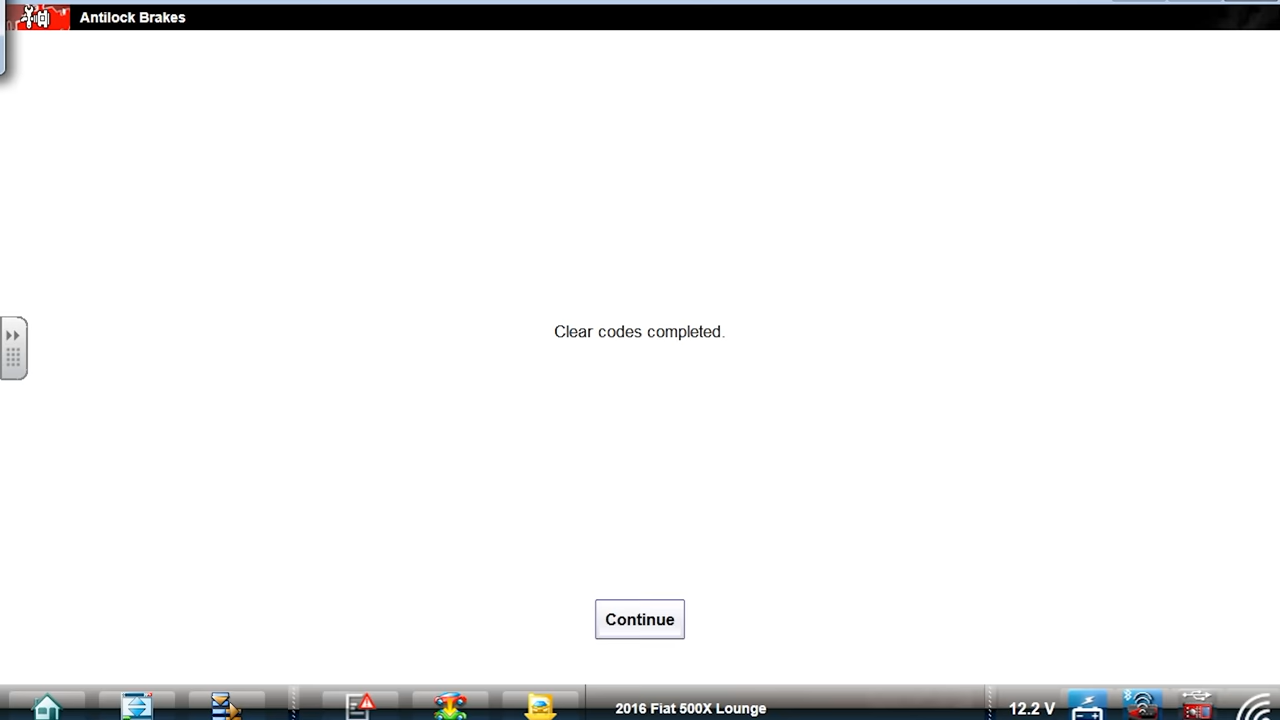 Antilock Brakes
Clear codes completed.
Continue
2016 Fiat 500X Lounge
12.2 V